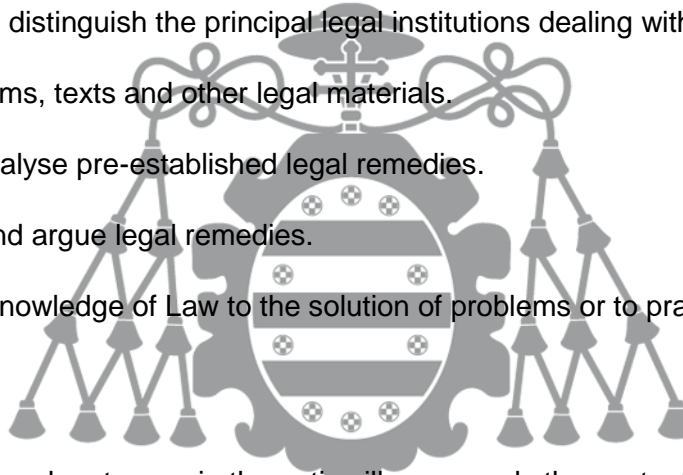 distinguish the principal legal institutions dealing with
ms, texts and other legal materials.
alyse pre-established legal remedies.
nd argue legal remedies.
nowledge of Law to the solution of problems or to pra